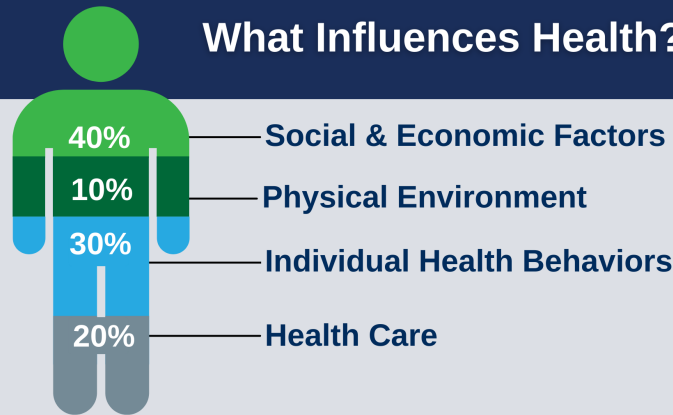 What Influences Health?
40% Social & Economic Factors
10% Physical Environment
30% Individual Health Behaviors
20% Health Care